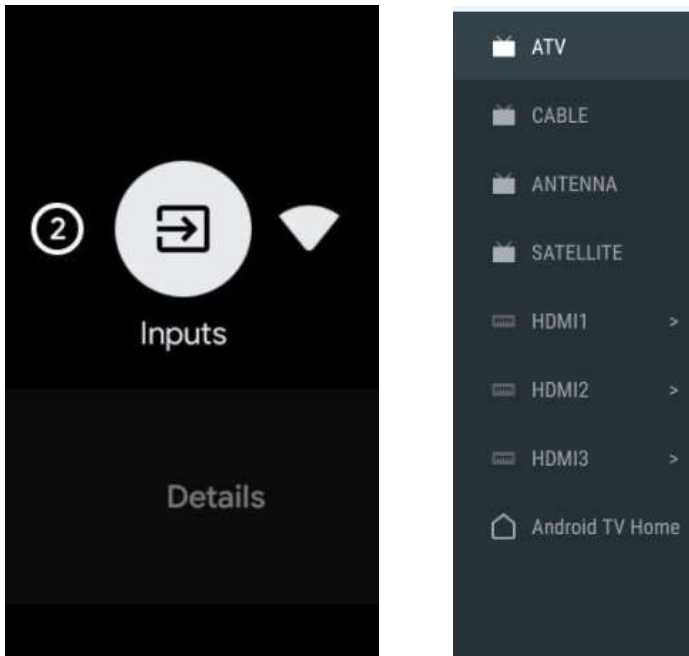 2
Inputs
Details
ATV
CABLE
ANTENNA
SATELLITE
HDMI1 >
HDMI2 >
HDMI3 >
Android TV Home